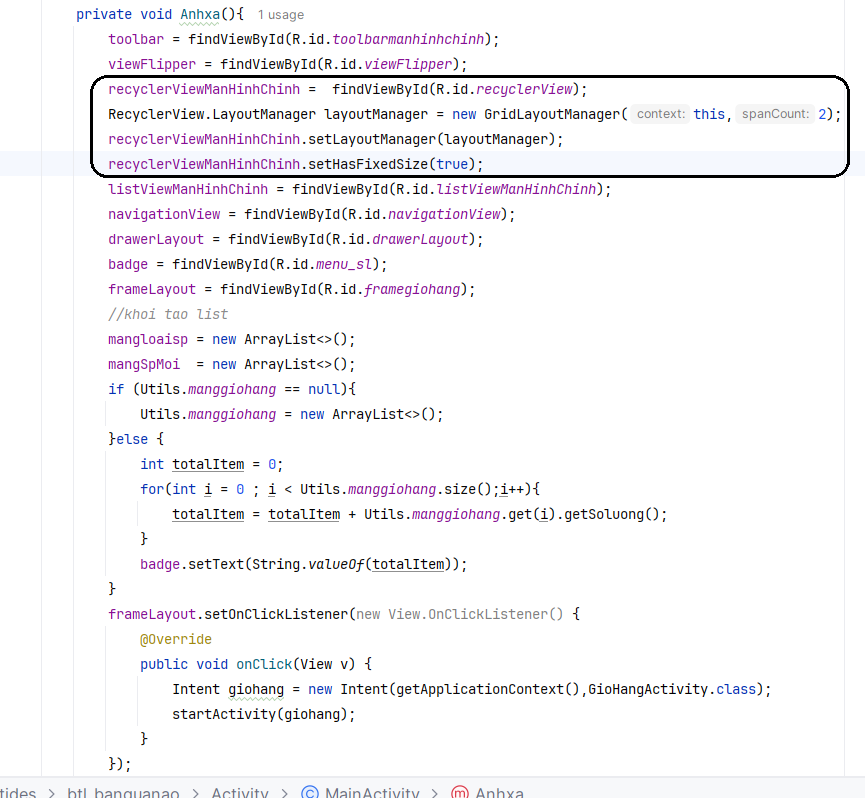 private void Anhxa(){ 1 usage
toolbar = findViewById(R.id.toolbarmanhinhchinh);
viewFlipper = findViewById(R.id.viewFlipper);
recyclerViewManHinhChinh =  findViewById(R.id.recyclerView);
RecyclerView.LayoutManager layoutManager = new GridLayoutManager( context: this, spanCount: 2);
recyclerViewManHinhChinh.setLayoutManager(layoutManager);
recyclerViewManHinhChinh.setHasFixedSize(true);
listViewManHinhChinh = findViewById(R.id.listViewManHinhChinh);
navigationView = findViewById(R.id.navigationView);
drawerLayout = findViewById(R.id.drawerLayout);
badge = findViewById(R.id.menu_sl);
frameLayout = findViewById(R.id.framegiohang);
//khoi tao list
mangloaisp = new ArrayList<>();
mangSpMoi  = new ArrayList<>();
if (Utils.manggiohang == null){
Utils.manggiohang = new ArrayList<>();
}else {
int totalItem = 0;
for(int i = 0 ; i < Utils.manggiohang.size();i++){
totalItem = totalItem + Utils.manggiohang.get(i).getSoluong();
}
badge.setText(String.valueOf(totalItem));
}
frameLayout.setOnClickListener(new View.OnClickListener() {
@Override
public void onClick(View v) {
Intent giohang = new Intent(getApplicationContext(),GioHangActivity.class);
startActivity(giohang);
}
});
tides > btl_banquanao > Activity > MainActivity > Anhxa